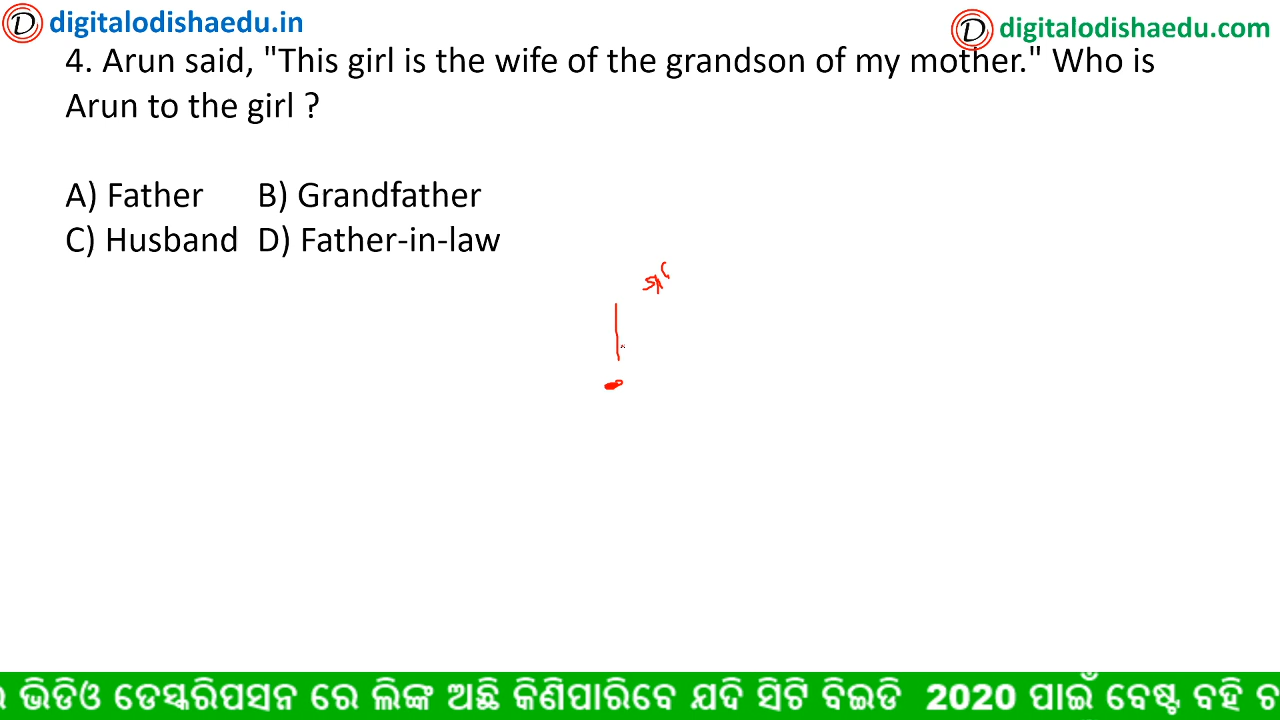 digitalodishaedu.in
digitalodishaedu.com
4. Arun said, "This girl is the wife of the grandson of my mother." Who is
Arun to the girl ?
A) Father B) Grandfather
C) Husband D) Father-in-law
ଭିଡିଓ ଡେସ୍କରିପସନ ରେ ଲିଙ୍କ ଅଛି କିଣିପାରିବେ ଯଦି ସିଟି ବିଇଡି 2020 ପାଇଁ ବେଷ୍ଟ ବହି